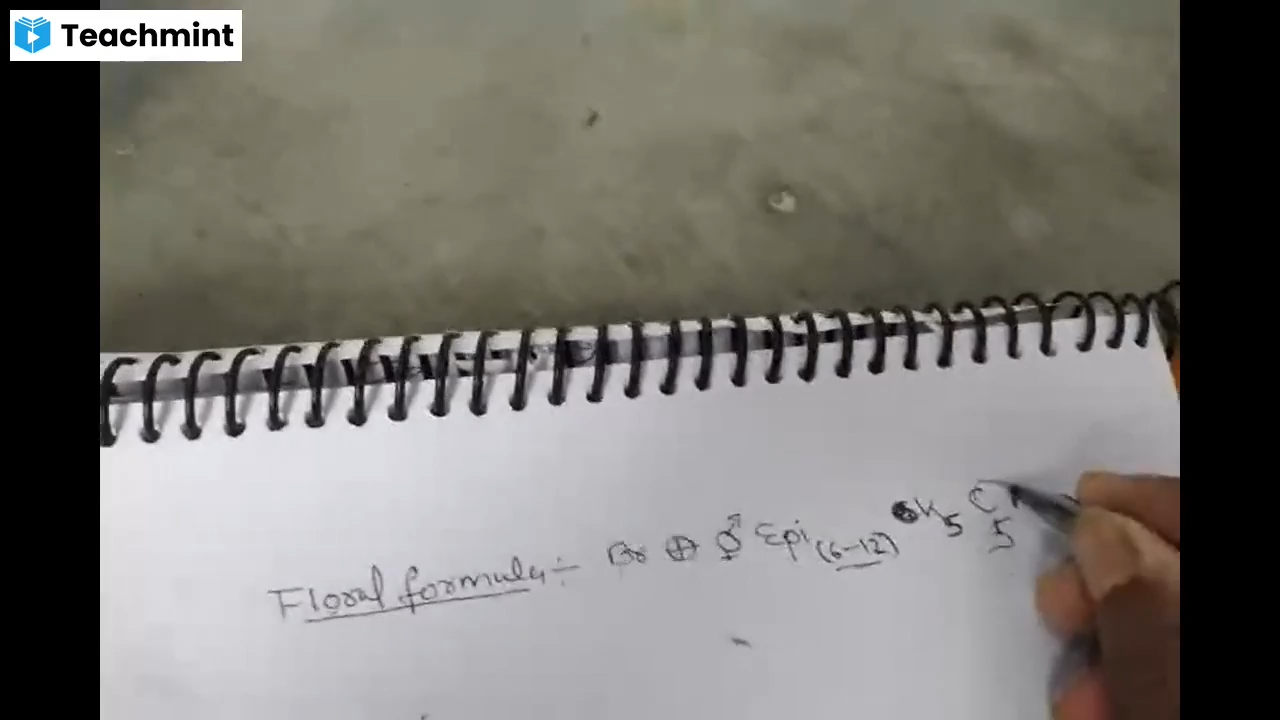 Teachmint
Floral formula :- Br ⊕ ⚥ Epi(6-12) K5 C5